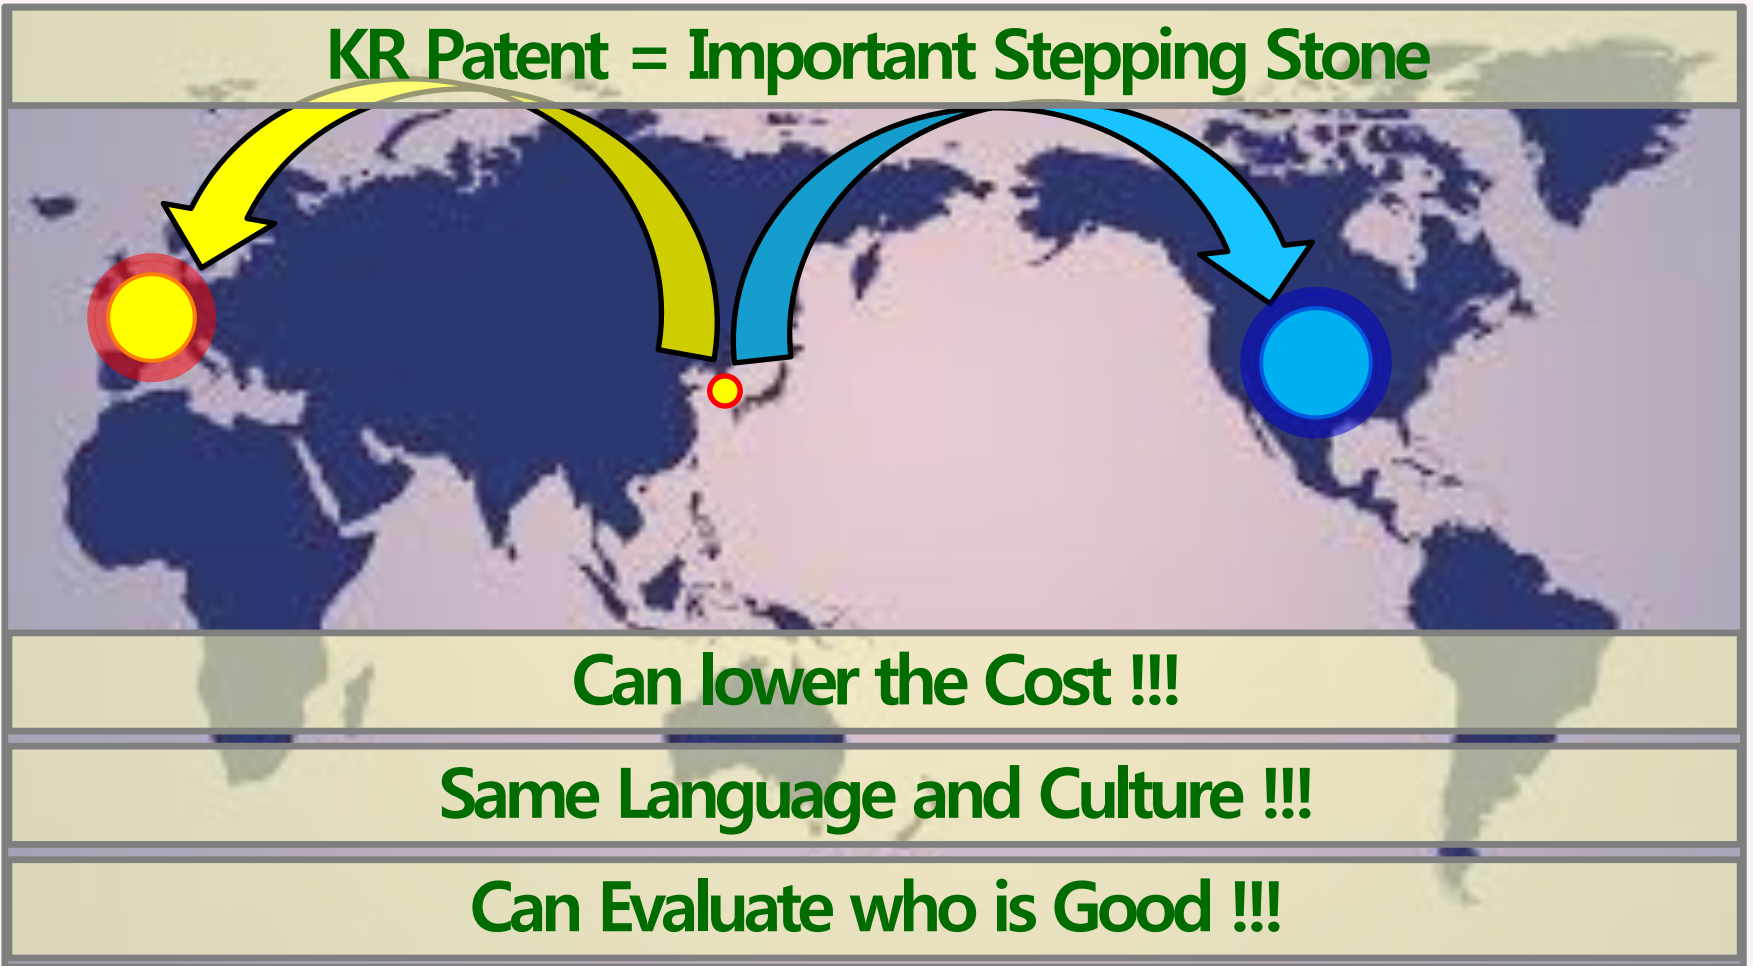 KR Patent = Important Stepping Stone
Can lower the Cost !!!
Same Language and Culture !!!
Can Evaluate who is Good !!!